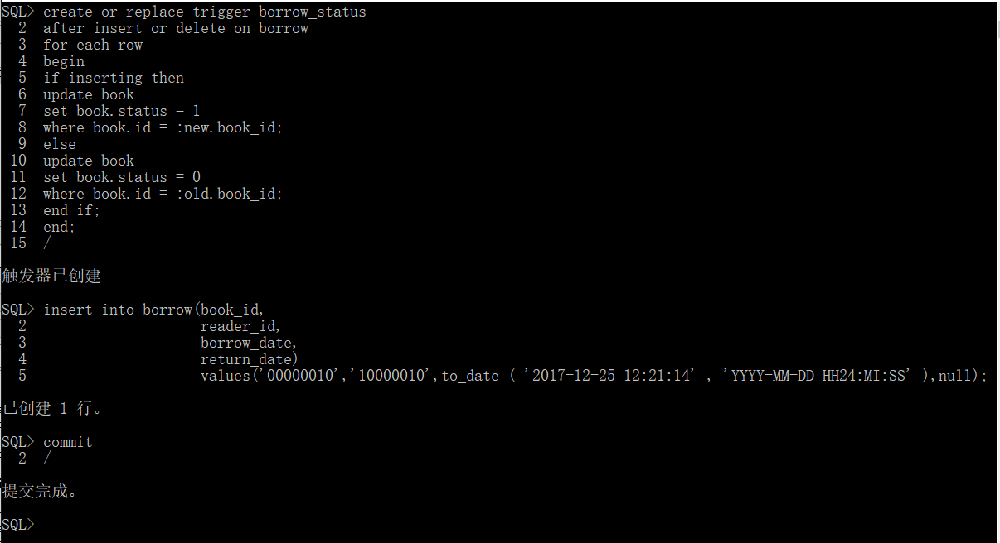 SQL> create or replace trigger borrow_status
  2  after insert or delete on borrow
  3  for each row
  4  begin
  5  if inserting then
  6  update book
  7  set book.status = 1
  8  where book.id = :new.book_id;
  9  else
 10  update book
 11  set book.status = 0
 12  where book.id = :old.book_id;
 13  end if;
 14  end;
 15  /
触发器已创建
SQL> insert into borrow(book_id,
  2                     reader_id,
  3                     borrow_date,
  4                     return_date)
  5                     values('00000010','10000010',to_date ( '2017-12-25 12:21:14' , 'YYYY-MM-DD HH24:MI:SS' ),null);
已创建 1 行。
SQL> commit
  2  /
提交完成。
SQL>